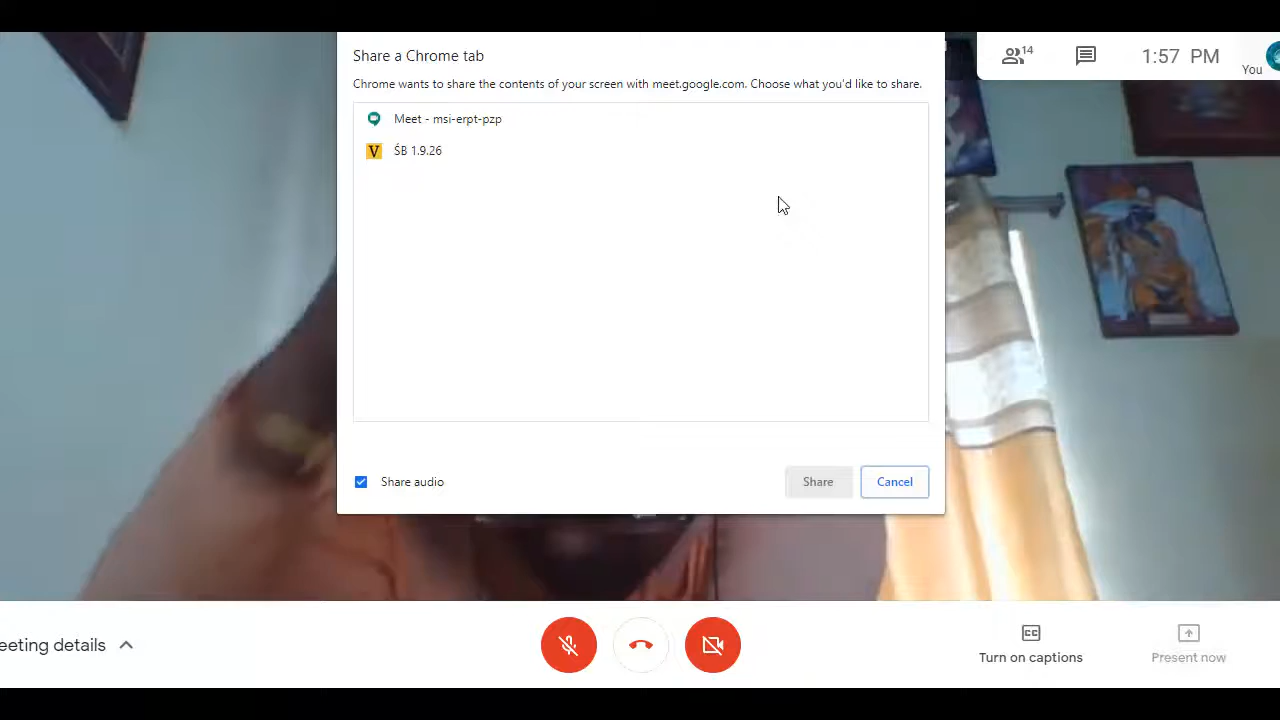 Share a Chrome tab
Chrome wants to share the contents of your screen with meet.google.com. Choose what you'd like to share.
Meet - msi-erpt-pzp
V ŚB 1.9.26
Share audio
Share
Cancel
14
1:57 PM
You
eeting details
CC
Turn on captions
Present now